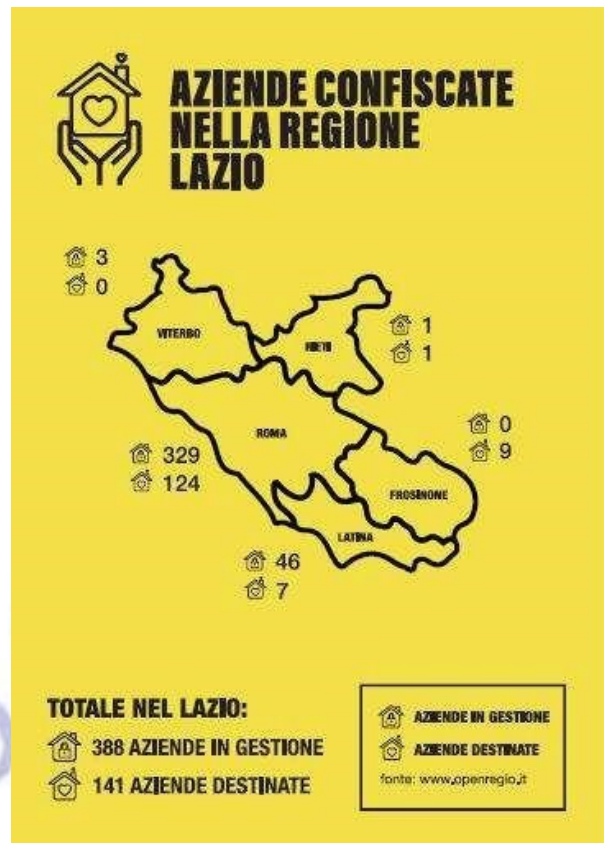 AZIENDE CONFISCATE
NELLA REGIONE
LAZIO
3
0
VITERBO
RIETI
1
1
ROMA
0
9
329
124
FROSINONE
LATINA
46
7
TOTALE NEL LAZIO:
388 AZIENDE IN GESTIONE
141 AZIENDE DESTINATE
AZIENDE IN GESTIONE
AZIENDE DESTINATE
fonte: www.openregio.it